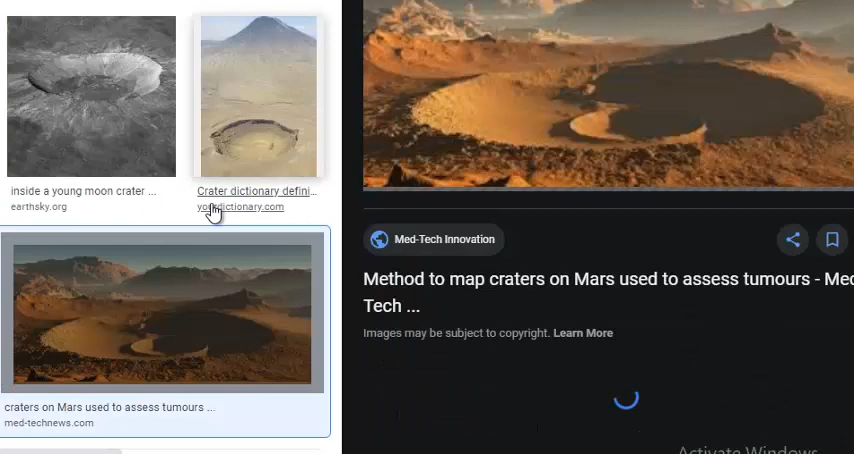 inside a young moon crater ...
earthsky.org
Crater dictionary defini...
yourdictionary.com
craters on Mars used to assess tumours ...
med-technews.com
Med-Tech Innovation
Method to map craters on Mars used to assess tumours - Med
Tech ...
Images may be subject to copyright. Learn More
Activate Windows